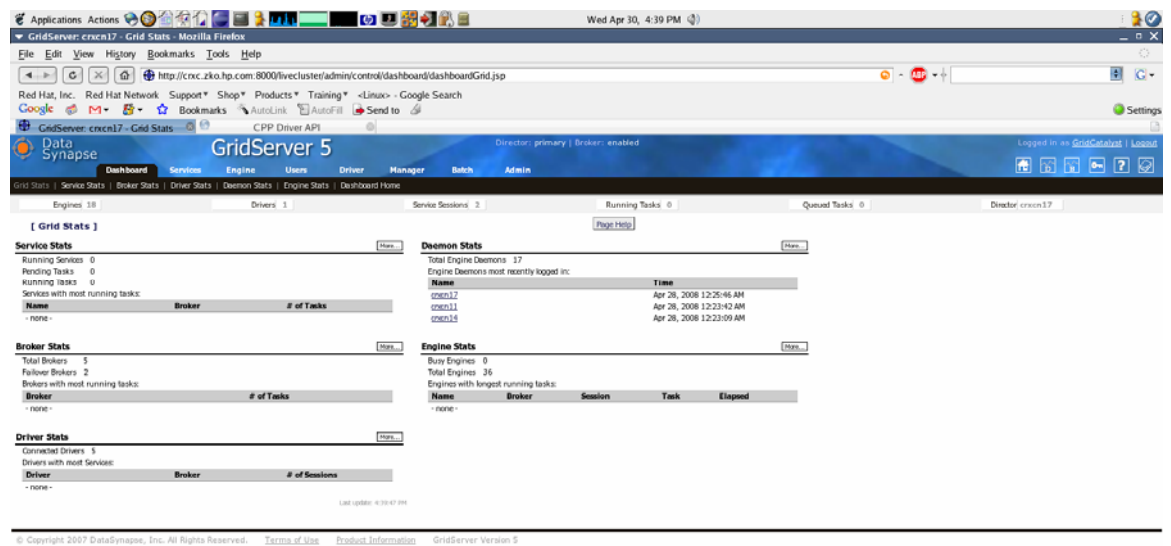 Applications Actions Wed Apr 30, 4:39 PM
GridServer: crxcn17 - Grid Stats - Mozilla Firefox
File Edit View History Bookmarks Tools Help
http://crxc.zko.hp.com:8000/livecluster/admin/control/dashboard/dashboardGrid.jsp ABP G
Red Hat, Inc. Red Hat Network Support Shop Products Training <Linux> - Google Search
Google Bookmarks AutoLink AutoFill Send to Settings
GridServer: crxcn17 - Grid Stats CPP Driver API
Data Synapse GridServer 5 Director: primary | Broker: enabled Logged in as GridCatalyst | Logout
Dashboard Services Engine Users Driver Manager Batch Admin
Grid Stats | Service Stats | Broker Stats | Driver Stats | Daemon Stats | Engine Stats | Dashboard Home
Engines 18 Drivers 1 Service Sessions 2 Running Tasks 0 Queued Tasks 0 Director crxcn17
[ Grid Stats ] Page Help
Service Stats More...
Running Services 0
Pending Tasks 0
Running Tasks 0
Services with most running tasks:
Name Broker # of Tasks
- none -
Daemon Stats More...
Total Engine Daemons 17
Engine Daemons most recently logged in:
Name Time
crxcn17 Apr 28, 2008 12:25:46 AM
crxcn11 Apr 28, 2008 12:23:42 AM
crxcn14 Apr 28, 2008 12:23:09 AM
Broker Stats More...
Total Brokers 5
Failover Brokers 2
Brokers with most running tasks:
Broker # of Tasks
- none -
Engine Stats More...
Busy Engines 0
Total Engines 36
Engines with longest running tasks:
Name Broker Session Task Elapsed
- none -
Driver Stats More...
Connected Drivers 5
Drivers with most Services:
Driver Broker # of Sessions
- none -
Last update: 4:39:47 PM
© Copyright 2007 DataSynapse, Inc. All Rights Reserved. Terms of Use Product Information GridServer Version 5